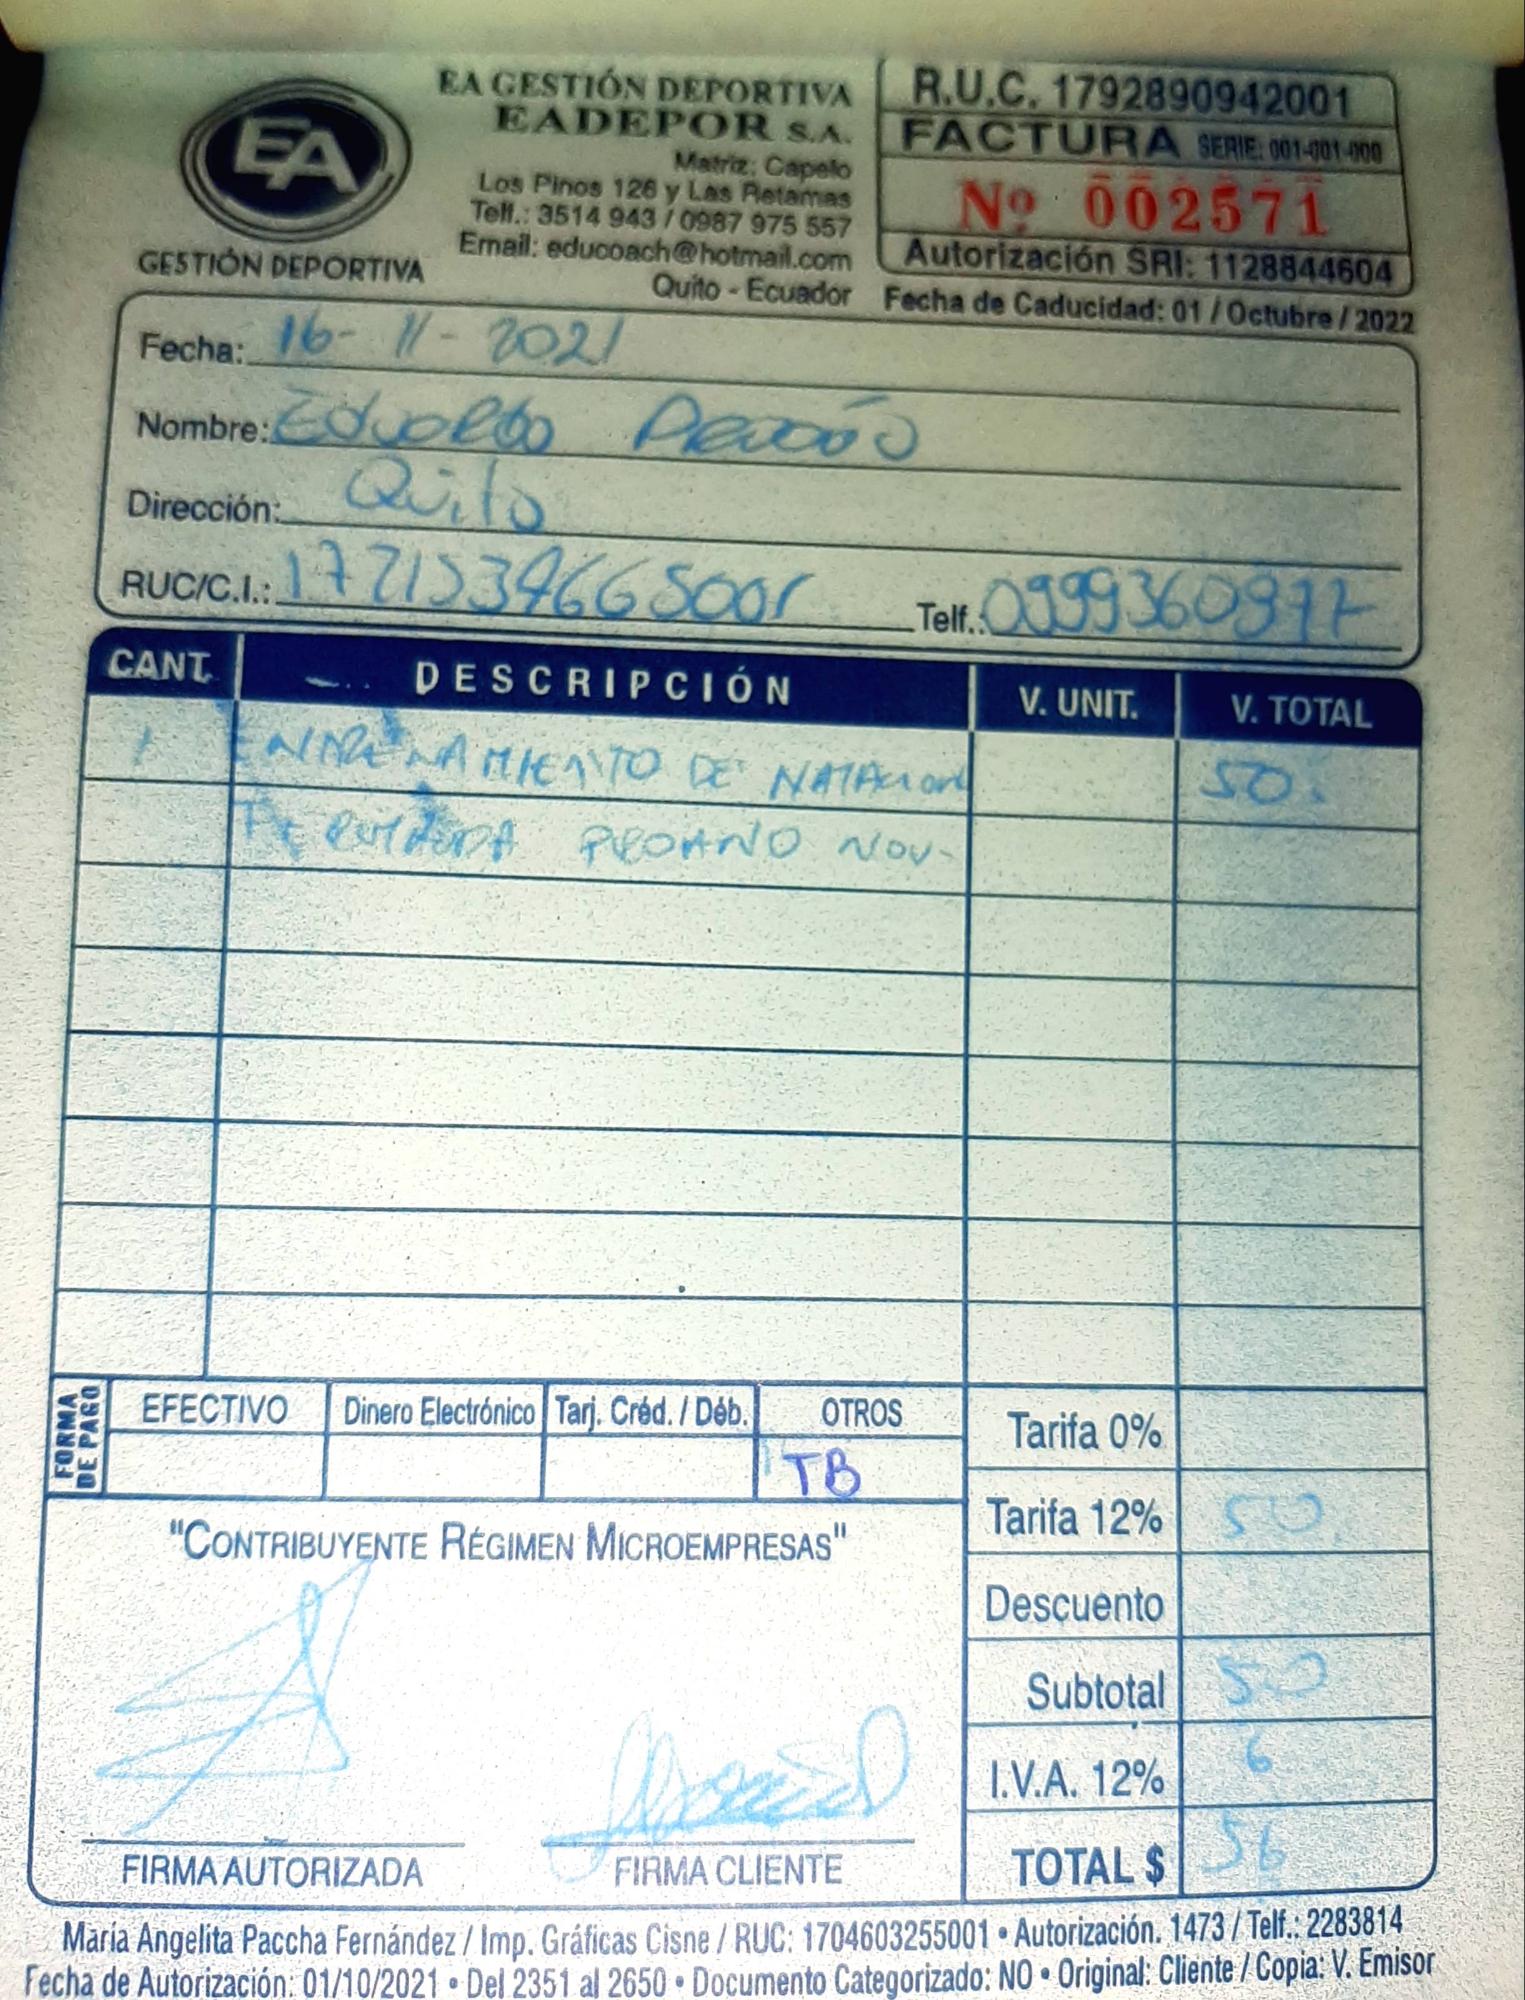 EA
GESTIÓN DEPORTIVA
EA GESTIÓN DEPORTIVA
EADEPOR S.A.
Matriz: Capelo
Los Pinos 126 y Las Retamas
Telf.: 3514 943 / 0987 975 557
Email: educoach@hotmail.com
Quito - Ecuador
R.U.C. 1792890942001
FACTURA SERIE: 001-001-000
Nº 002571
Autorización SRI: 1128844604
Fecha de Caducidad: 01 / Octubre / 2022
Fecha: 16-11-2021
Nombre: Eduardo
Dirección: Quito
RUC/C.I.: Telf.: 0999360977
CANT. DESCRIPCIÓN V. UNIT. V. TOTAL
1 ENTRENAMIENTO DE NATACION 50.
PROAÑO NOV-
FORMA DE PAGO
EFECTIVO Dinero Electrónico Tarj. Créd. / Déb. OTROS
TB
Tarifa 0%
Tarifa 12% 50
Descuento
Subtotal 50
I.V.A. 12% 6
TOTAL $ 56
"CONTRIBUYENTE RÉGIMEN MICROEMPRESAS"
FIRMA AUTORIZADA FIRMA CLIENTE
María Angelita Paccha Fernández / Imp. Gráficas Cisne / RUC: 1704603255001 • Autorización. 1473 / Telf.: 2283814
Fecha de Autorización: 01/10/2021 • Del 2351 al 2650 • Documento Categorizado: NO • Original: Cliente / Copia: V. Emisor